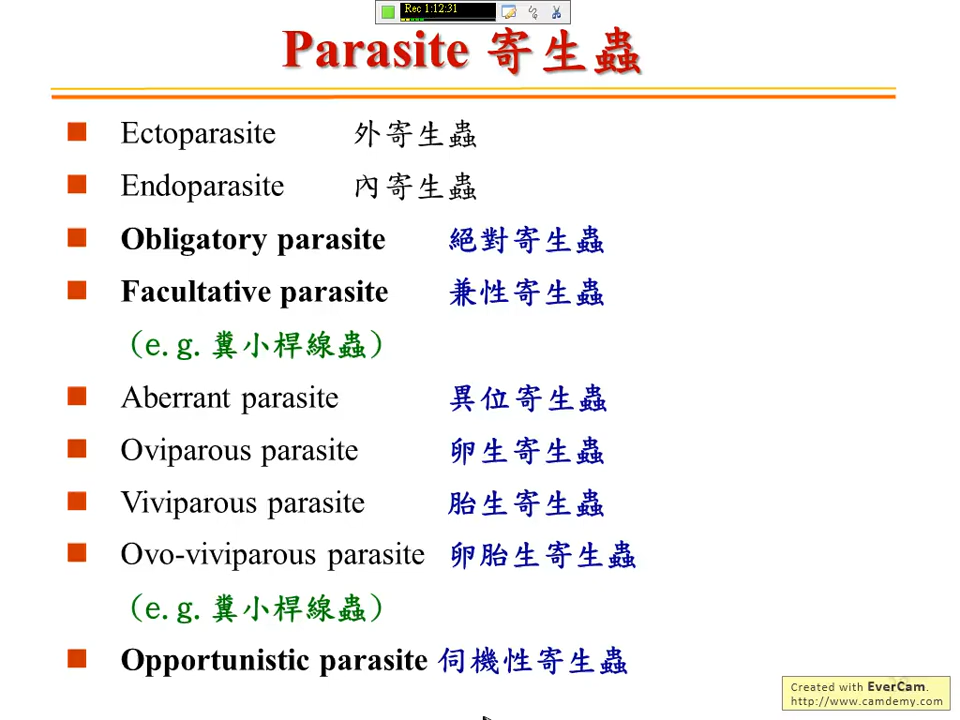 Rec 1:12:31
Parasite 寄生蟲
Ectoparasite 外寄生蟲
Endoparasite 內寄生蟲
Obligatory parasite 絕對寄生蟲
Facultative parasite 兼性寄生蟲
(e.g.糞小桿線蟲)
Aberrant parasite 異位寄生蟲
Oviparous parasite 卵生寄生蟲
Viviparous parasite 胎生寄生蟲
Ovo-viviparous parasite 卵胎生寄生蟲
(e.g.糞小桿線蟲)
Opportunistic parasite 伺機性寄生蟲
Created with EverCam.
http://www.camdemy.com